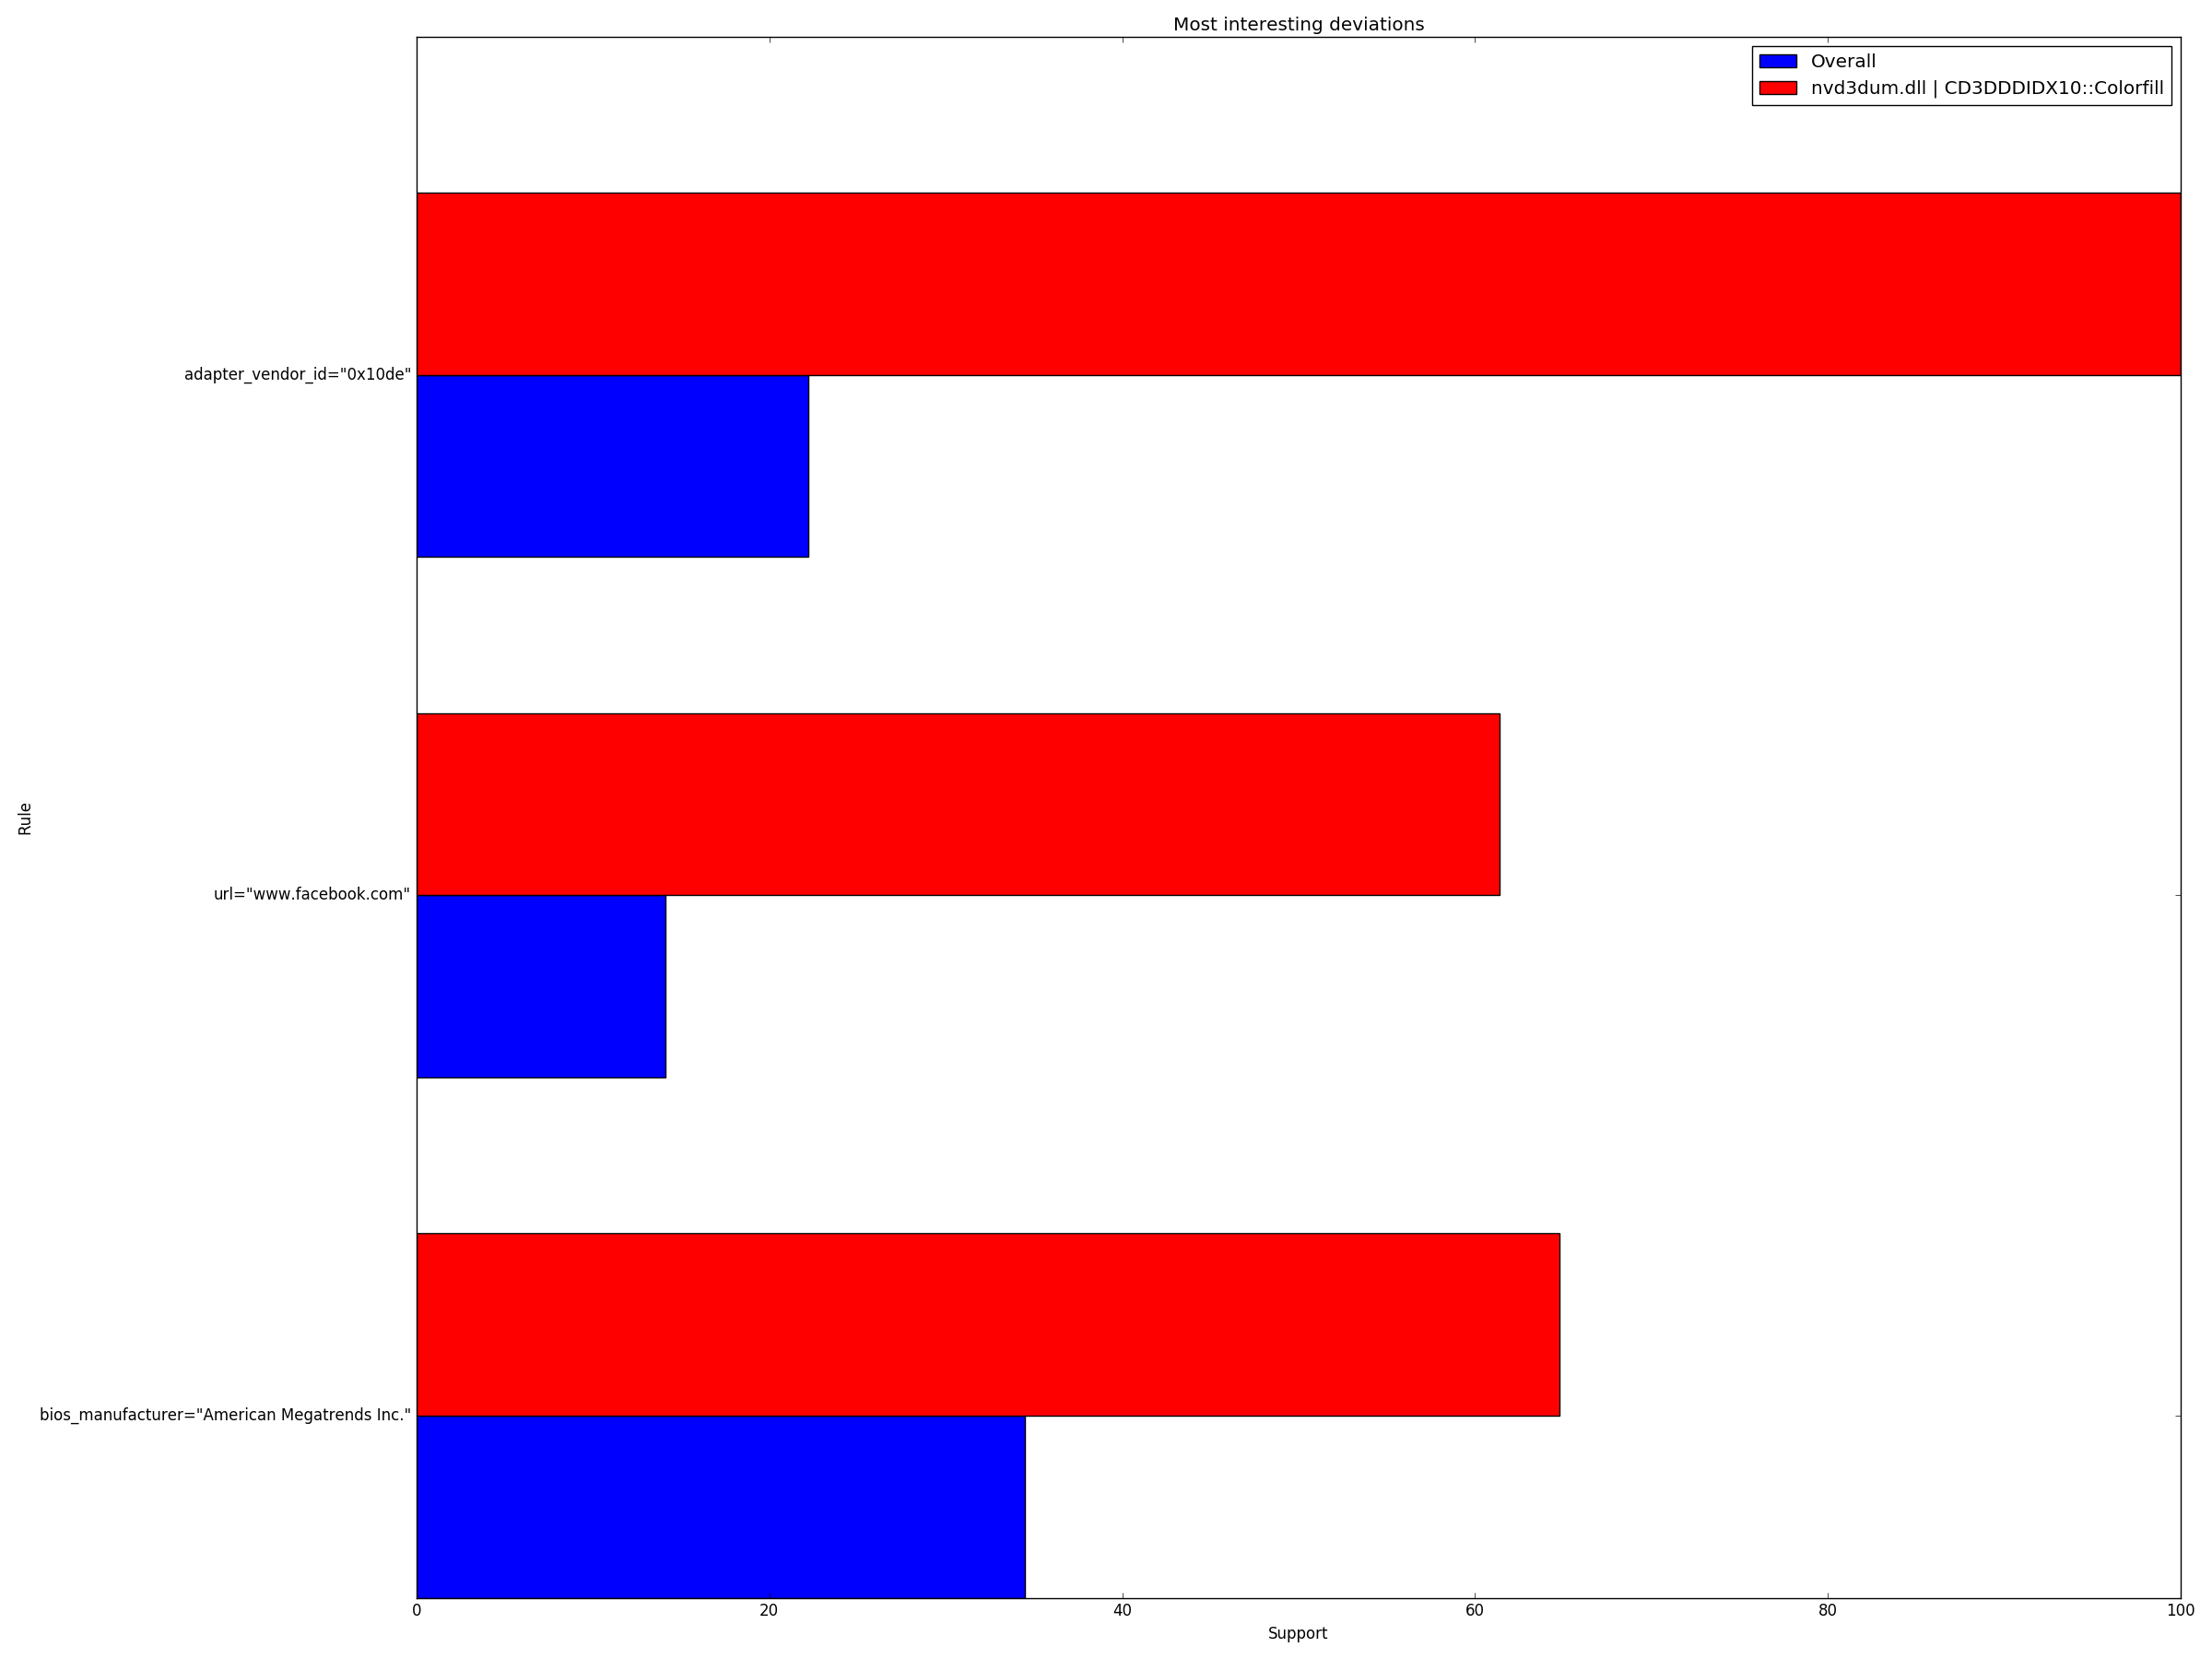 Most interesting deviations
Overall
nvd3dum.dll | CD3DDDIDX10::Colorfill
adapter_vendor_id="0x10de"
url="www.facebook.com"
bios_manufacturer="American Megatrends Inc."
Rule
0 20 40 60 80 100
Support